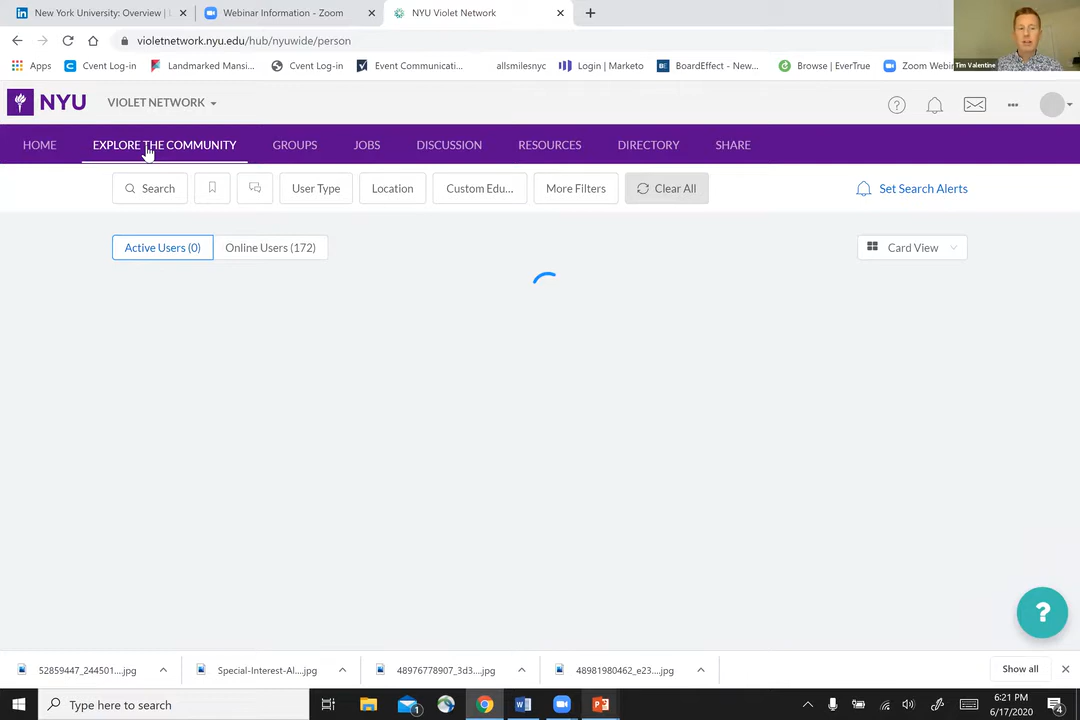 New York University: Overview | L
Webinar Information - Zoom
NYU Violet Network
violetnetwork.nyu.edu/hub/nyuwide/person
Apps
Cvent Log-in
Landmarked Mansi...
Cvent Log-in
Event Communicati...
allsmilesnyc
Login | Marketo
BE
BoardEffect - New...
Browse | EverTrue
Zoom Webin
Tim Valentine
NYU
VIOLET NETWORK
HOME
EXPLORE THE COMMUNITY
GROUPS
JOBS
DISCUSSION
RESOURCES
DIRECTORY
SHARE
Search
User Type
Location
Custom Edu...
More Filters
Clear All
Set Search Alerts
Active Users (0)
Online Users (172)
Card View
?
52859447_244501....jpg
Special-Interest-Al....jpg
48976778907_3d3....jpg
48981980462_e23....jpg
Show all
Type here to search
1
6:21 PM
6/17/2020
4